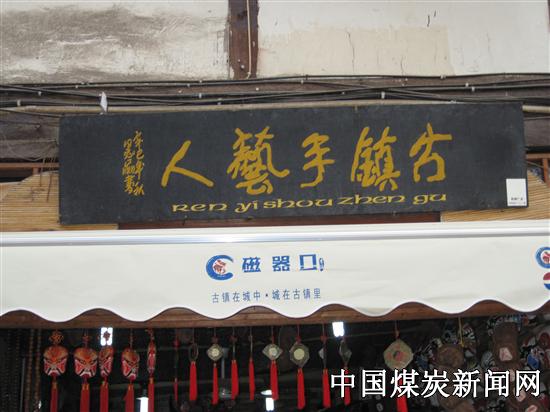 古鎮手藝人
Ren yi shou zhen gu
磁器口
古镇在城中·城在古镇里
中国煤炭新闻网